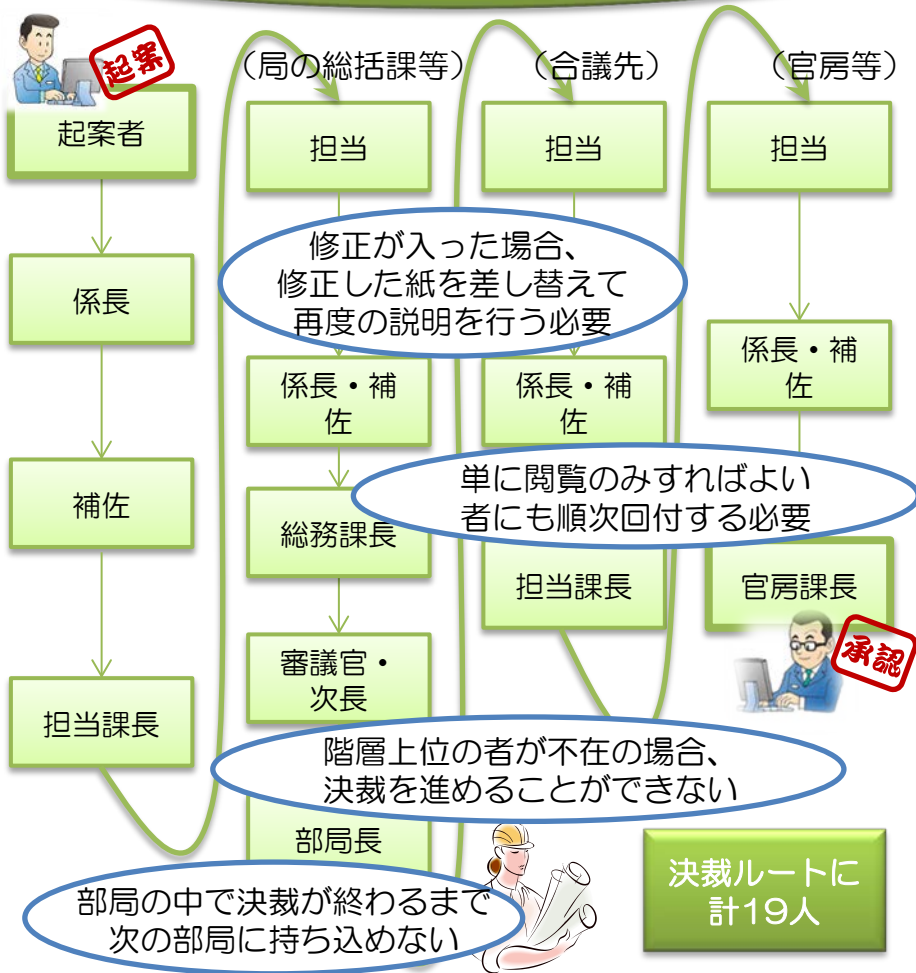 起案
起案者
係長
補佐
担当課長
（局の総括課等）
担当
係長・補
佐
総務課長
審議官・
次長
部局長
（合議先）
担当
係長・補
佐
担当課長
（官房等）
担当
係長・補
佐
官房課長
承認
修正が入った場合、
修正した紙を差し替えて
再度の説明を行う必要
単に閲覧のみすればよい
者にも順次回付する必要
階層上位の者が不在の場合、
決裁を進めることができない
部局の中で決裁が終わるまで
次の部局に持ち込めない
決裁ルートに
計19人